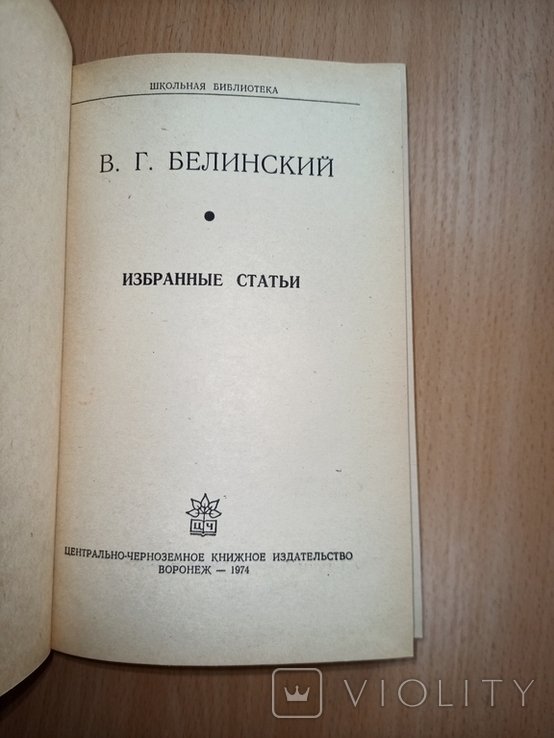 ШКОЛЬНАЯ БИБЛИОТЕКА
В. Г. БЕЛИНСКИЙ
ИЗБРАННЫЕ СТАТЬИ
ЦЧ
ЦЕНТРАЛЬНО-ЧЕРНОЗЕМНОЕ КНИЖНОЕ ИЗДАТЕЛЬСТВО
ВОРОНЕЖ — 1974
VIOLITY